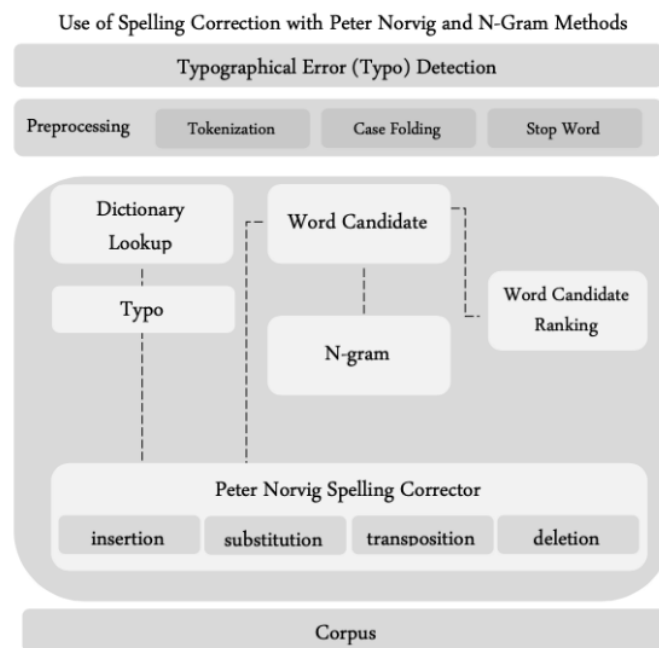 Use of Spelling Correction with Peter Norvig and N-Gram Methods
Typographical Error (Typo) Detection
Preprocessing
Tokenization
Case Folding
Stop Word
Dictionary
Lookup
Typo
Word Candidate
N-gram
Word Candidate
Ranking
Peter Norvig Spelling Corrector
insertion
substitution
transposition
deletion
Corpus